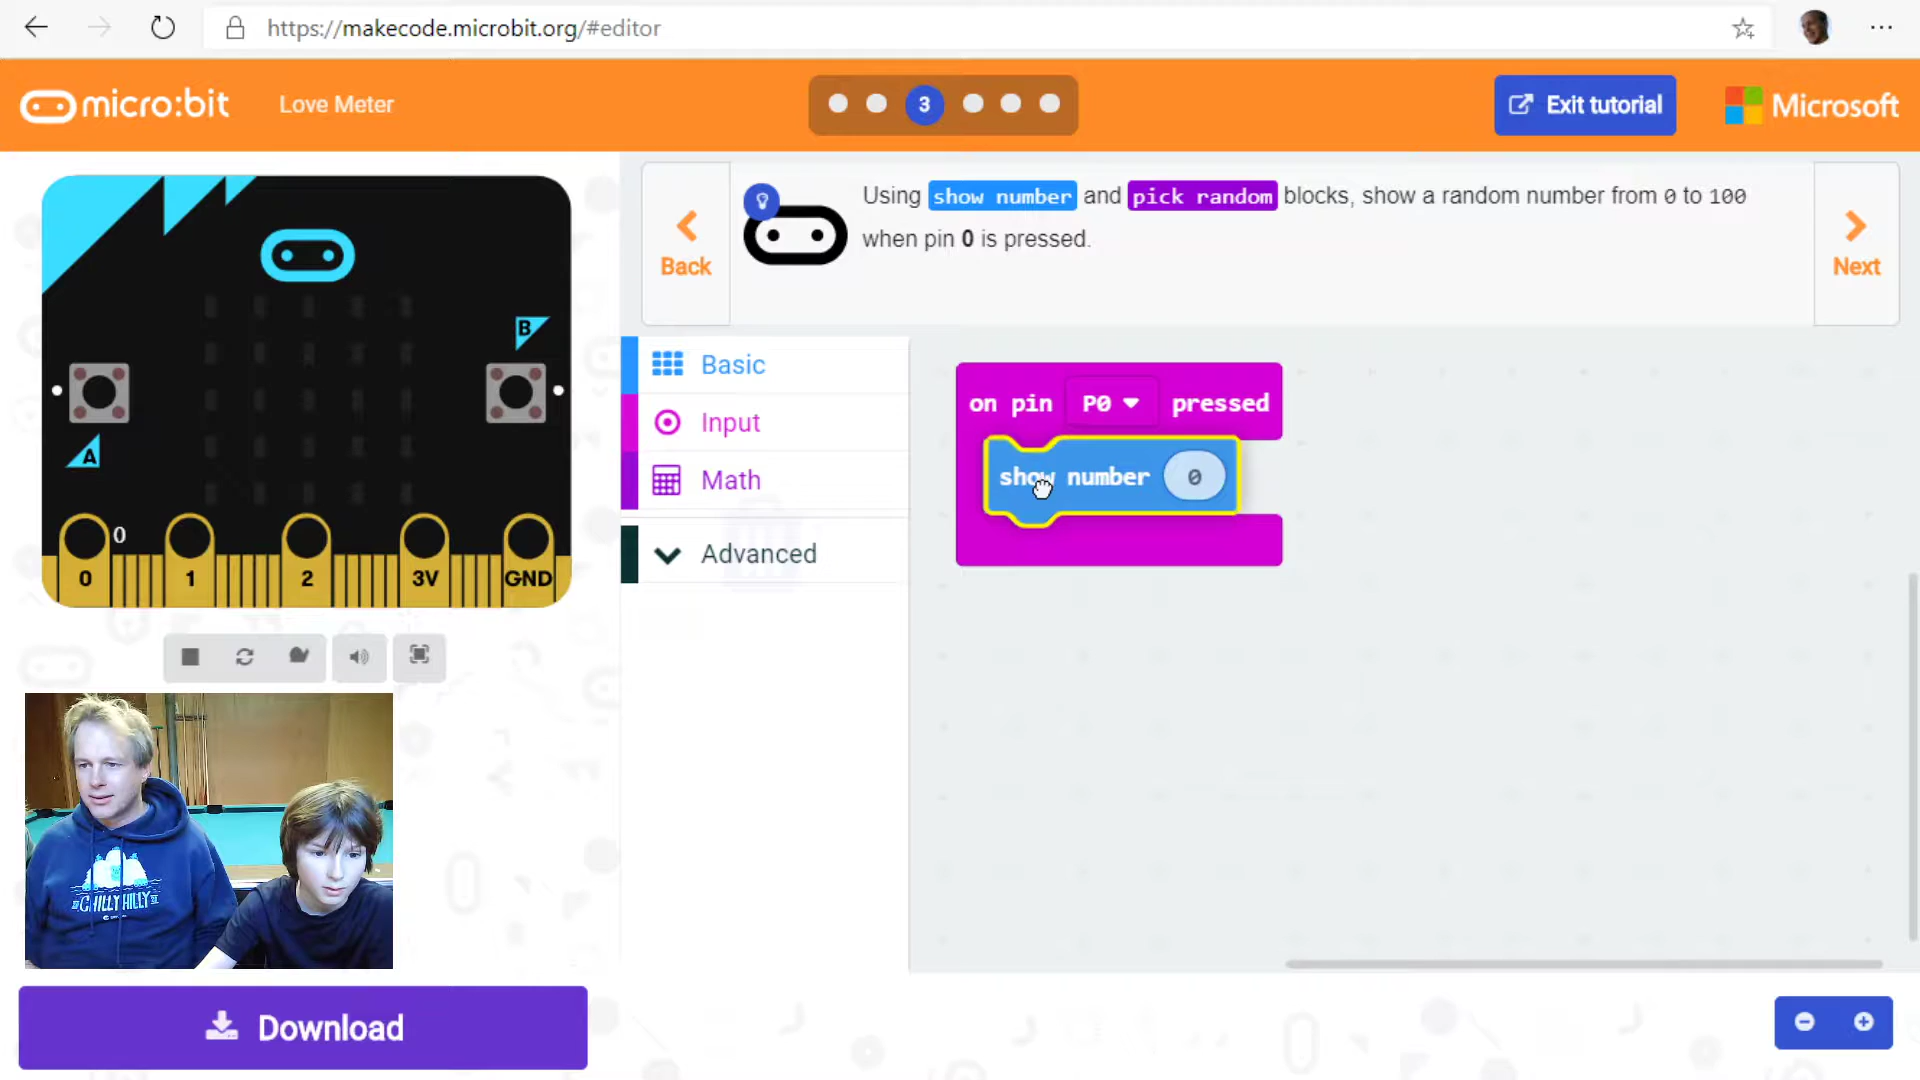 https://makecode.microbit.org/#editor
micro:bit
Love Meter
3
Exit tutorial
Microsoft
Back
Using show number and pick random blocks, show a random number from 0 to 100
when pin 0 is pressed.
Next
B
A
0
0 1 2 3V GND
Basic
Input
Math
Advanced
on pin P0 pressed
show number 0
CHILLY HILLY
Download